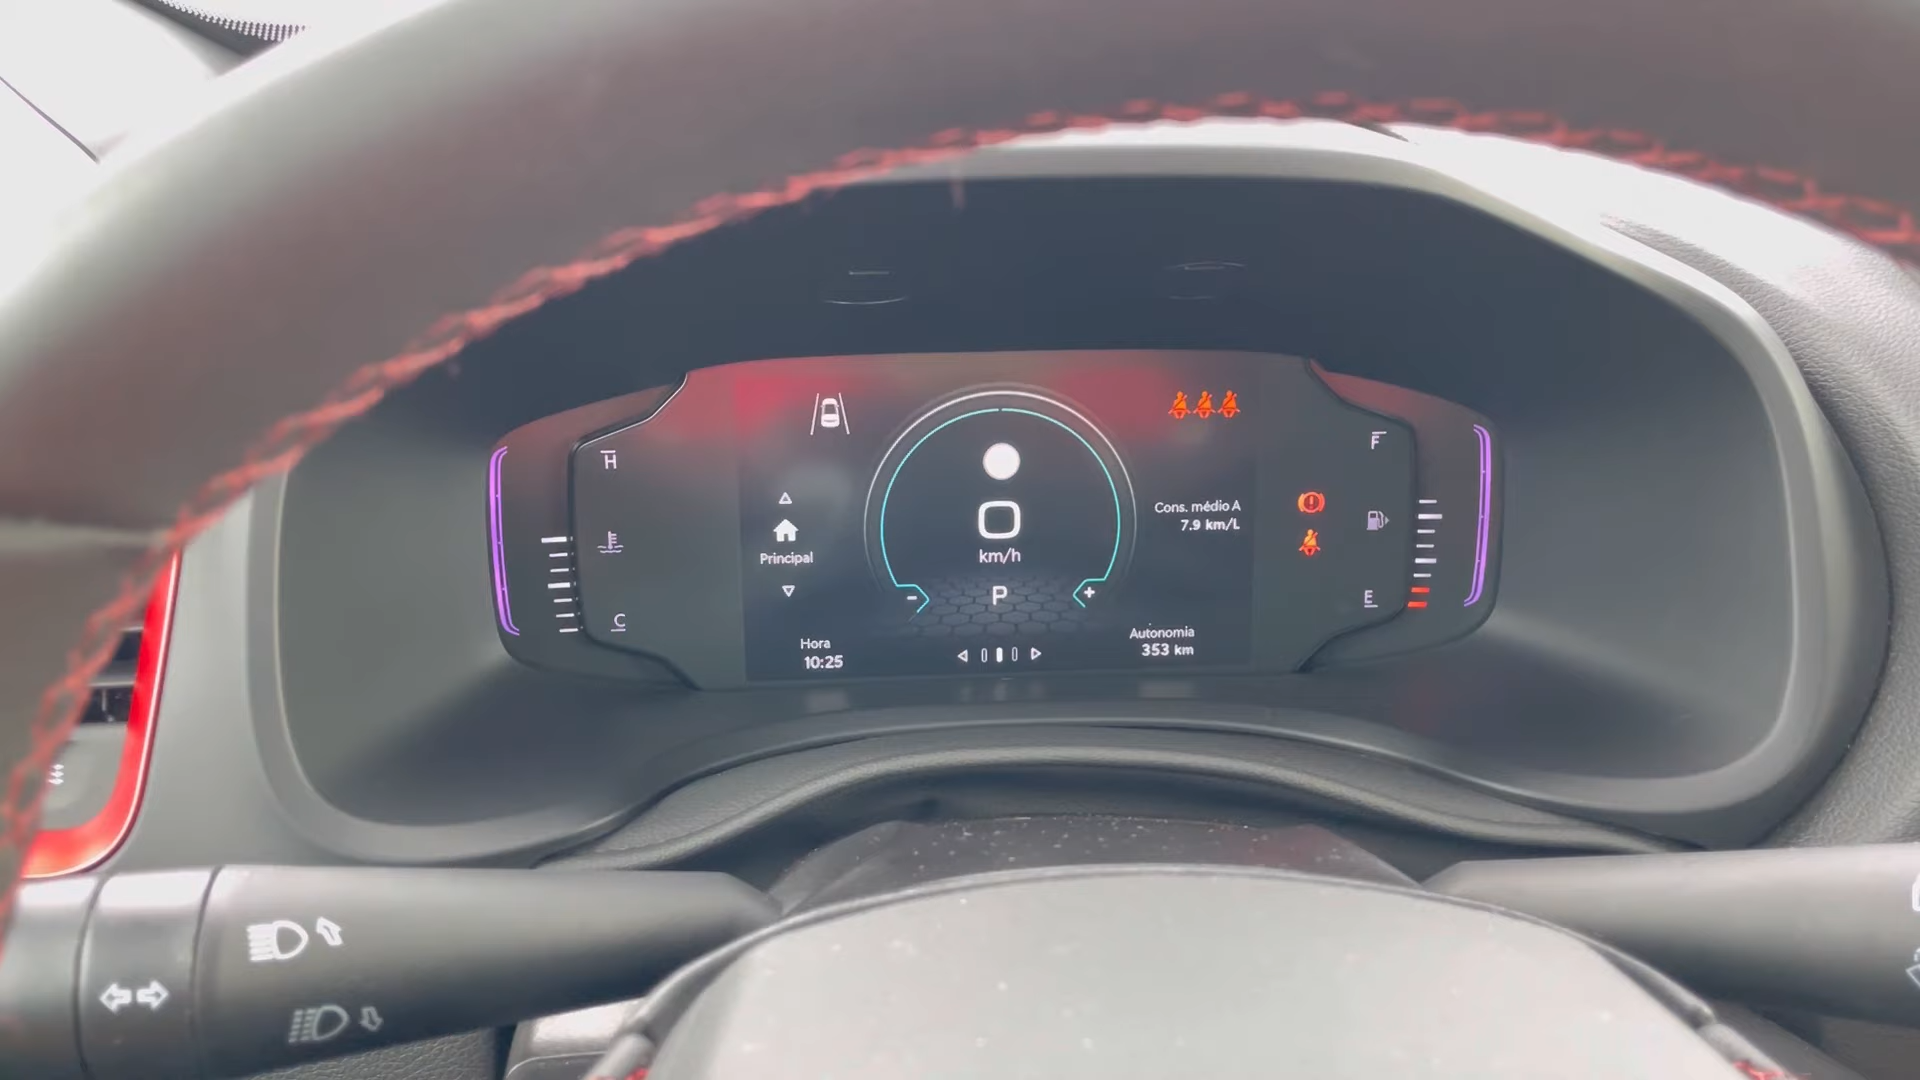 H
C
Principal
Hora
10:25
0
km/h
- P +
Cons. médio A
7.9 km/L
Autonomia
353 km
F
E